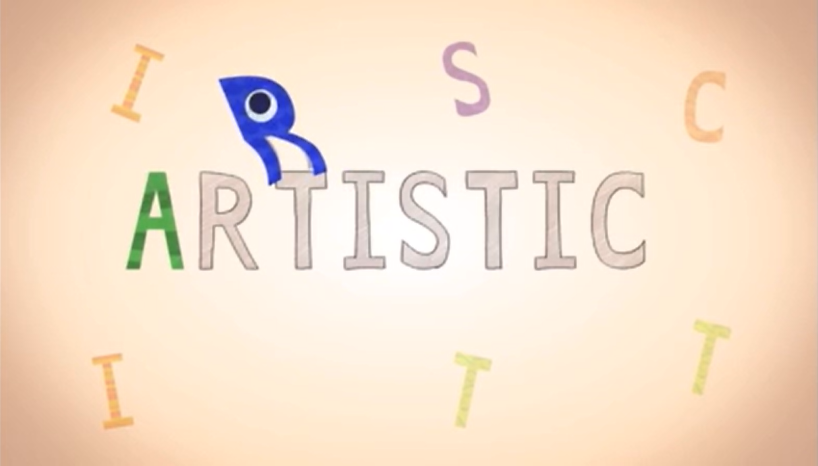 I R S C
ARTISTIC
I T T